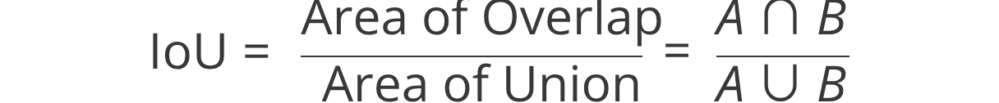 IoU = Area of Overlap / Area of Union = A ∩ B / A ∪ B